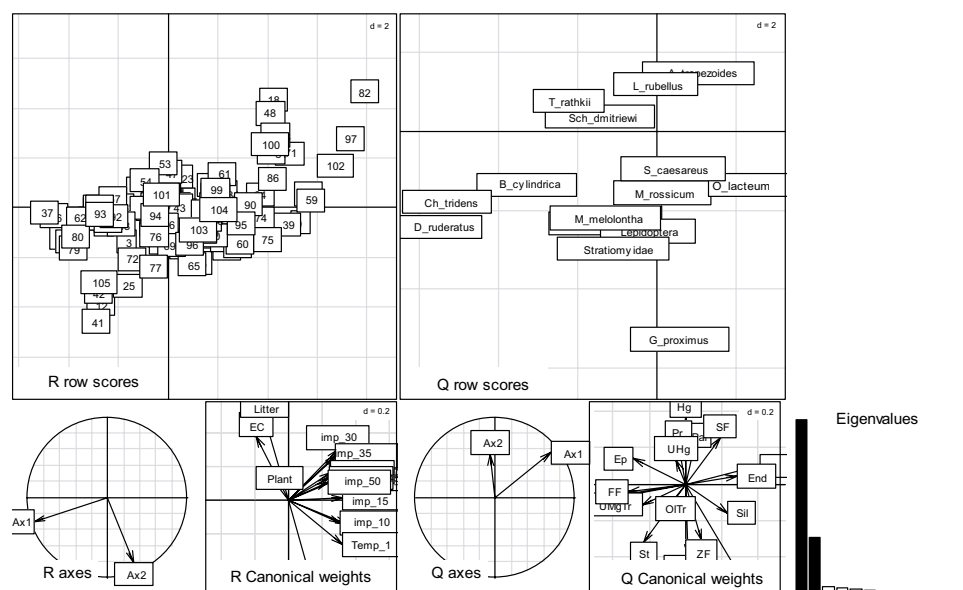 d = 2
82
18
48
97
100
71
102
53
54
23
61
99
86
101
59
37
62
93
92
43
104
90
94
74
39
95
103
80
79
76
3
96
60
75
72
77
65
105
25
42
12
41
R row scores
d = 2
A_trapezoides
L_rubellus
T_rathkii
Sch_dmitriewi
S_caesareus
B_cylindrica
O_lacteum
M_rossicum
Ch_tridens
M_melolontha
D_ruderatus
Lepidoptera
Stratiomyidae
G_proximus
Q row scores
Ax1
Ax2
R axes
d = 0.2
Litter
EC
imp_30
imp_35
Plant
imp_50
imp_15
imp_10
Temp_1
R Canonical weights
Ax2
Ax1
Q axes
d = 0.2
Hg
SF
Pr
UHg
Ep
End
FF
UMgTr
OlTr
Sil
St
ZF
Q Canonical weights
Eigenvalues